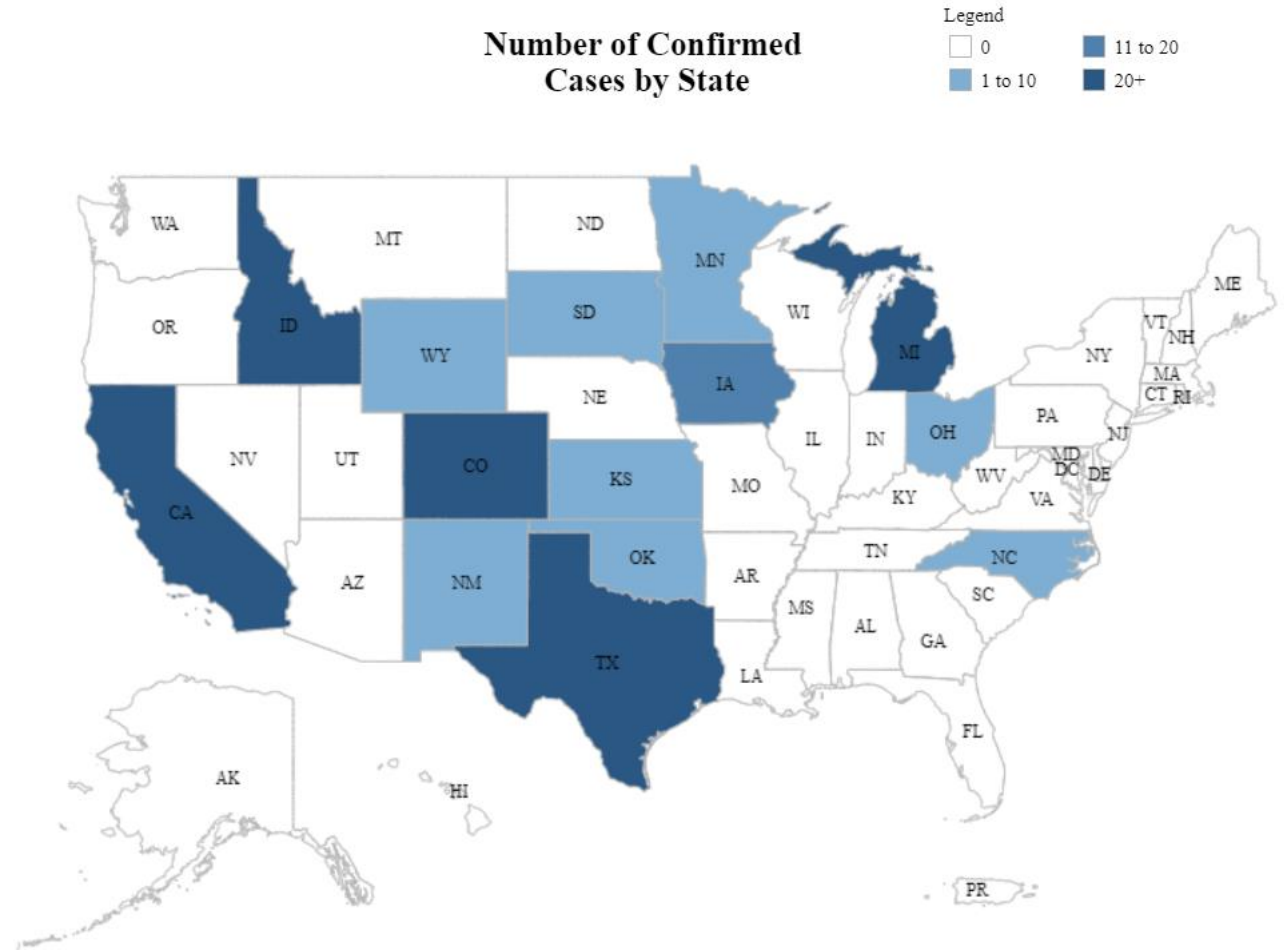 Number of Confirmed
Cases by State
Legend
0
11 to 20
1 to 10
20+
WA
MT
ND
MN
ME
OR
ID
SD
WI
VT
NH
WY
MI
NY
MA
IA
CT
RI
NE
PA
NJ
NV
UT
CO
KS
MO
IL
IN
OH
MD
DC
DE
WV
VA
KY
CA
AZ
NM
OK
AR
TN
NC
SC
MS
AL
GA
TX
LA
FL
AK
HI
PR